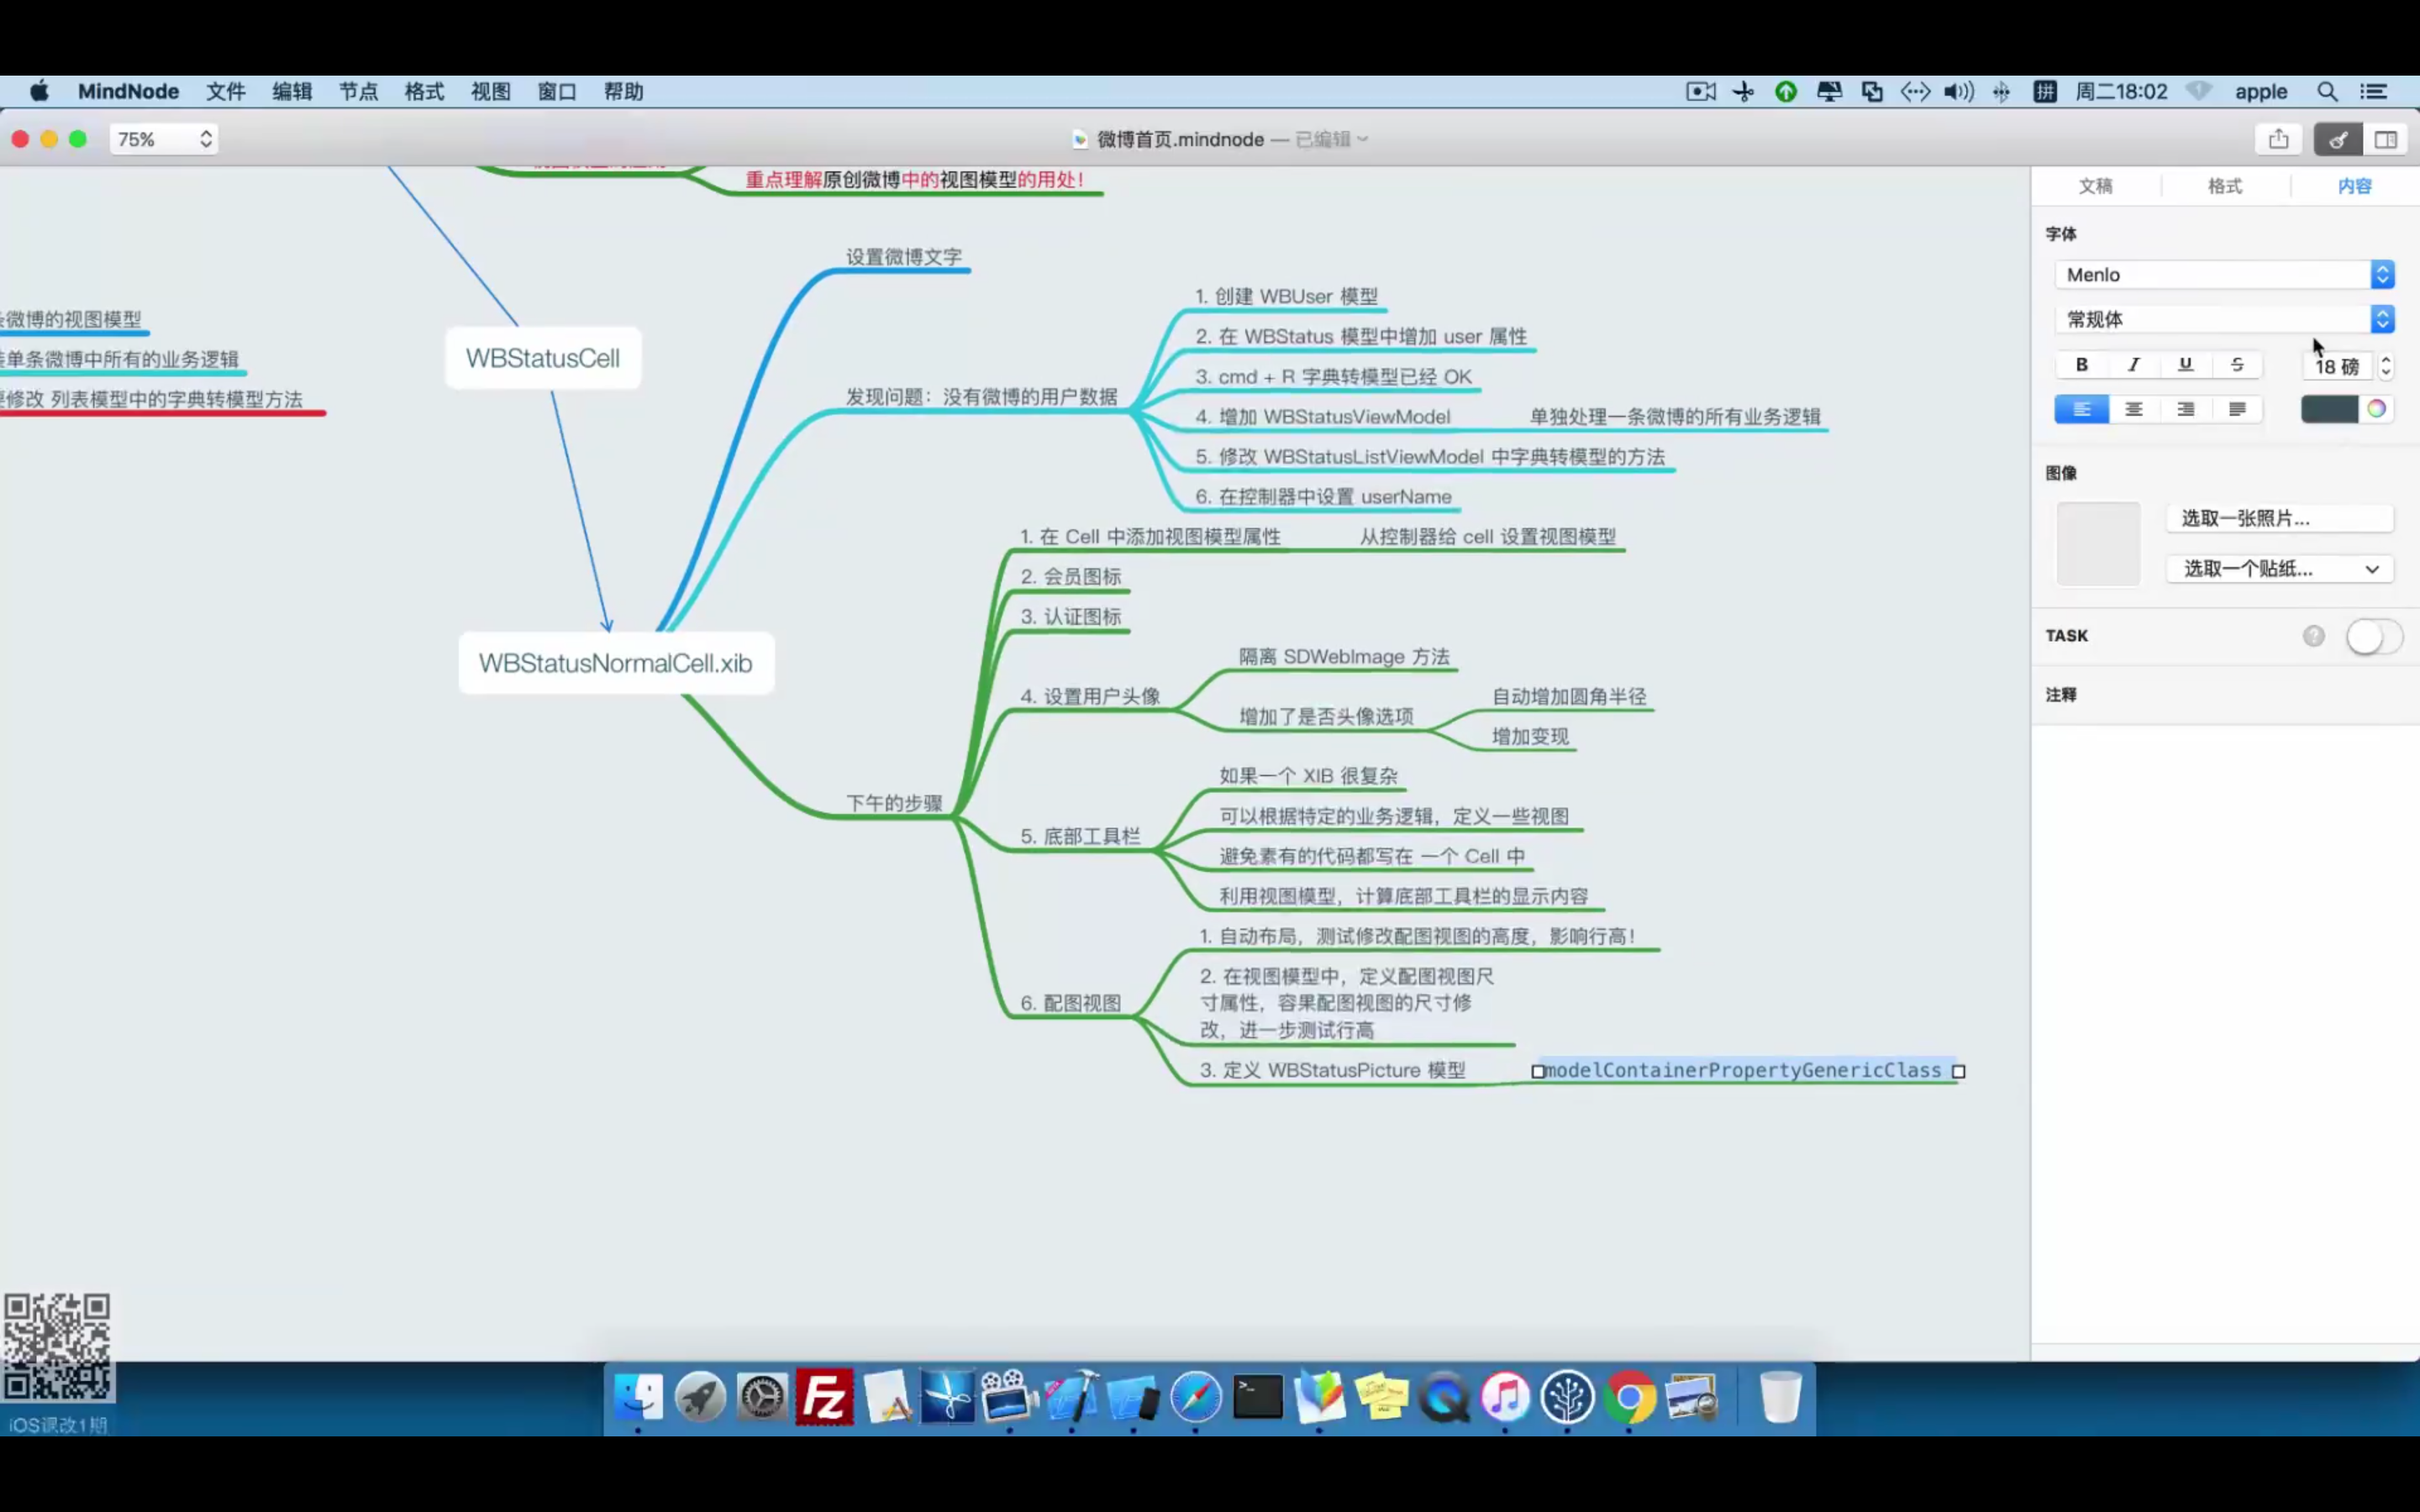 MindNode 文件 编辑 节点 格式 视图 窗口 帮助
拼 周二18:02 apple
75%
微博首页.mindnode — 已编辑
文稿 格式 内容
重点理解原创微博中的视图模型的用处！
字体
Menlo
常规体
B I U S
18 磅
图像
选取一张照片...
选取一个贴纸...
TASK
?
注释
微博的视图模型
单条微博中所有的业务逻辑
修改 列表模型中的字典转模型方法
WBStatusCell
WBStatusNormalCell.xib
设置微博文字
发现问题：没有微博的用户数据
1. 创建 WBUser 模型
2. 在 WBStatus 模型中增加 user 属性
3. cmd + R 字典转模型已经 OK
4. 增加 WBStatusViewModel
单独处理一条微博的所有业务逻辑
5. 修改 WBStatusListViewModel 中字典转模型的方法
6. 在控制器中设置 userName
下午的步骤
1. 在 Cell 中添加视图模型属性
从控制器给 cell 设置视图模型
2. 会员图标
3. 认证图标
4. 设置用户头像
隔离 SDWebImage 方法
增加了是否头像选项
自动增加圆角半径
增加变现
5. 底部工具栏
如果一个 XIB 很复杂
可以根据特定的业务逻辑，定义一些视图
避免素有的代码都写在 一个 Cell 中
利用视图模型，计算底部工具栏的显示内容
6. 配图视图
1. 自动布局，测试修改配图视图的高度，影响行高！
2. 在视图模型中，定义配图视图尺
寸属性，容果配图视图的尺寸修
改，进一步测试行高
3. 定义 WBStatusPicture 模型
modelContainerPropertyGenericClass
iOS课改1期